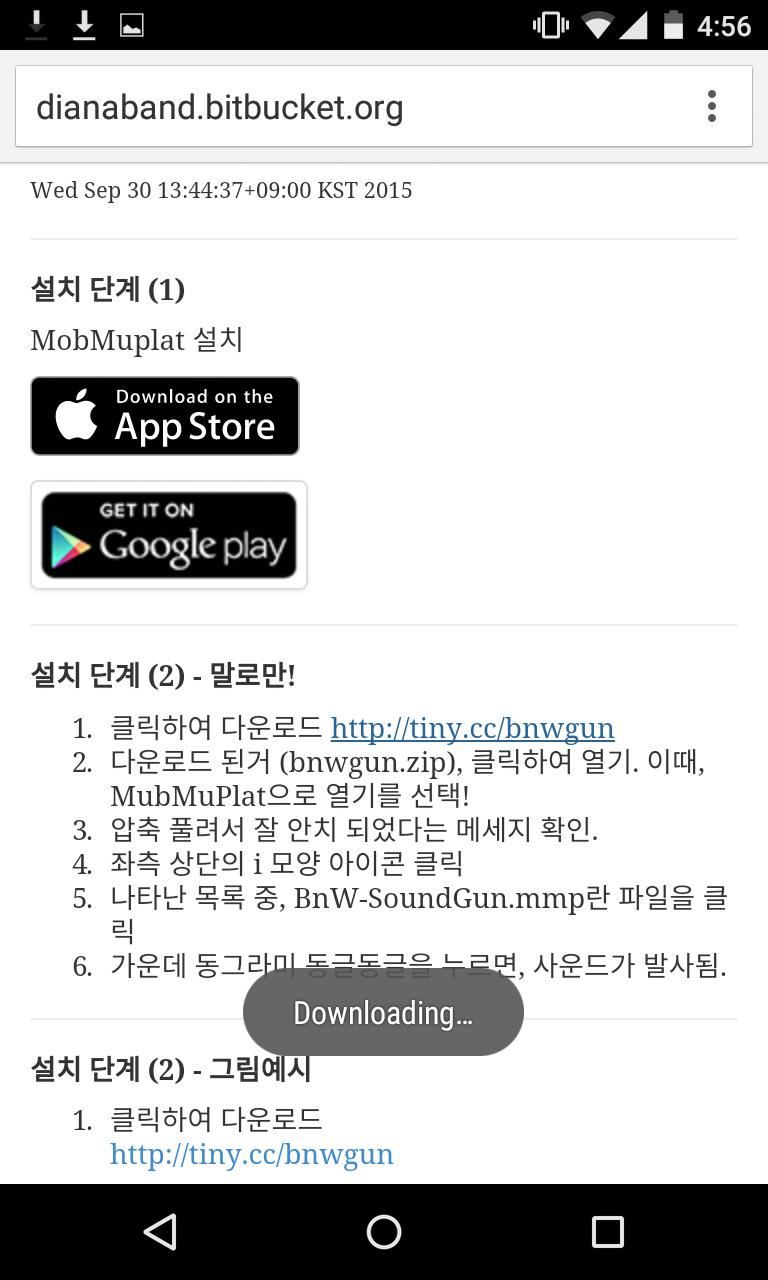 4:56
dianaband.bitbucket.org
Wed Sep 30 13:44:37+09:00 KST 2015
설치 단계 (1)
MobMuplat 설치
Download on the
App Store
GET IT ON
Google play
설치 단계 (2) - 말로만!
1. 클릭하여 다운로드 http://tiny.cc/bnwgun
2. 다운로드 된거 (bnwgun.zip), 클릭하여 열기. 이때,
MubMuPlat으로 열기를 선택!
3. 압축 풀려서 잘 안치 되었다는 메세지 확인.
4. 좌측 상단의 i 모양 아이콘 클릭
5. 나타난 목록 중, BnW-SoundGun.mmp란 파일을 클
릭
6. 가운데 동그라미 동글동글을 누르면, 사운드가 발사됨.
Downloading…
설치 단계 (2) - 그림예시
1. 클릭하여 다운로드
http://tiny.cc/bnwgun